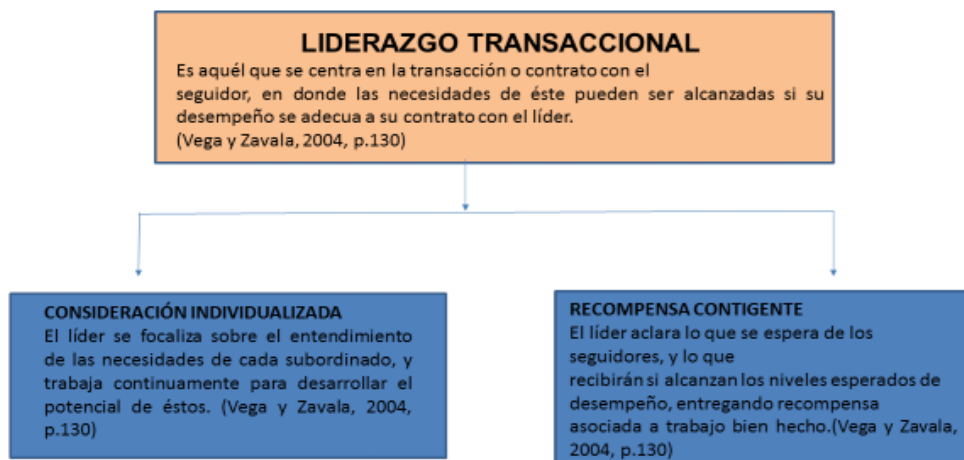 LIDERAZGO TRANSACCIONAL
Es aquél que se centra en la transacción o contrato con el
seguidor, en donde las necesidades de éste pueden ser alcanzadas si su
desempeño se adecua a su contrato con el líder.
(Vega y Zavala, 2004, p.130)
CONSIDERACIÓN INDIVIDUALIZADA
El líder se focaliza sobre el entendimiento
de las necesidades de cada subordinado, y
trabaja continuamente para desarrollar el
potencial de éstos. (Vega y Zavala, 2004,
p.130)
RECOMPENSA CONTIGENTE
El líder aclara lo que se espera de los
seguidores, y lo que
recibirán si alcanzan los niveles esperados de
desempeño, entregando recompensa
asociada a trabajo bien hecho.(Vega y Zavala,
2004, p.130)